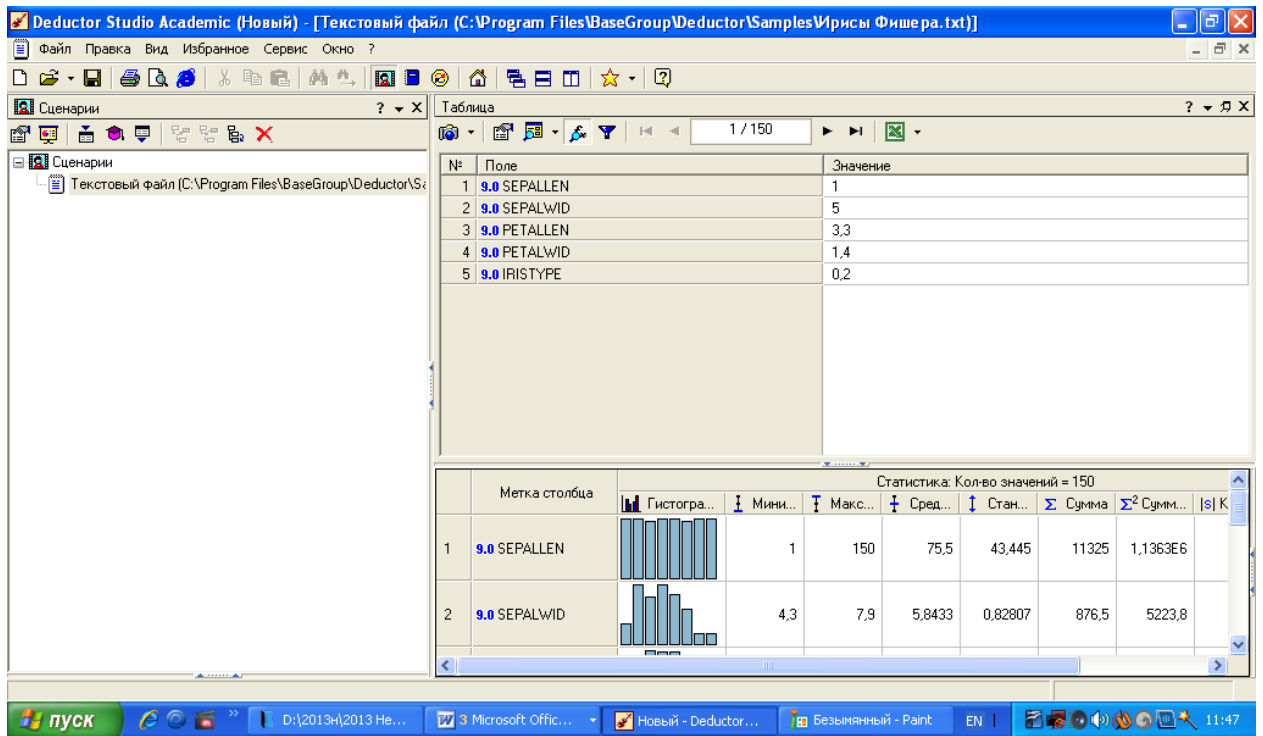 Deductor Studio Academic (Новый) - [Текстовый файл (C:\Program Files\BaseGroup\Deductor\Samples\Ирисы Фишера.txt)]
Файл Правка Вид Избранное Сервис Окно ?
Сценарии ? X
Таблица ? X
1 / 150
Сценарии
Текстовый файл (C:\Program Files\BaseGroup\Deductor\Sa
№ Поле Значение
1 9.0 SEPALLEN 1
2 9.0 SEPALWID 5
3 9.0 PETALLEN 3,3
4 9.0 PETALWID 1,4
5 9.0 IRISTYPE 0,2
Метка столбца Статистика: Кол-во значений = 150
Гистогра... Мини... Макс... Сред... Стан... Σ Сумма Σ² Сумм... |s| К
1 9.0 SEPALLEN 1 150 75,5 43,445 11325 1,1363E6
2 9.0 SEPALWID 4,3 7,9 5,8433 0,82807 876,5 5223,8
пуск » D:\2013н\2013 Не... 3 Microsoft Offic... Новый - Deductor... Безымянный - Paint EN 11:47